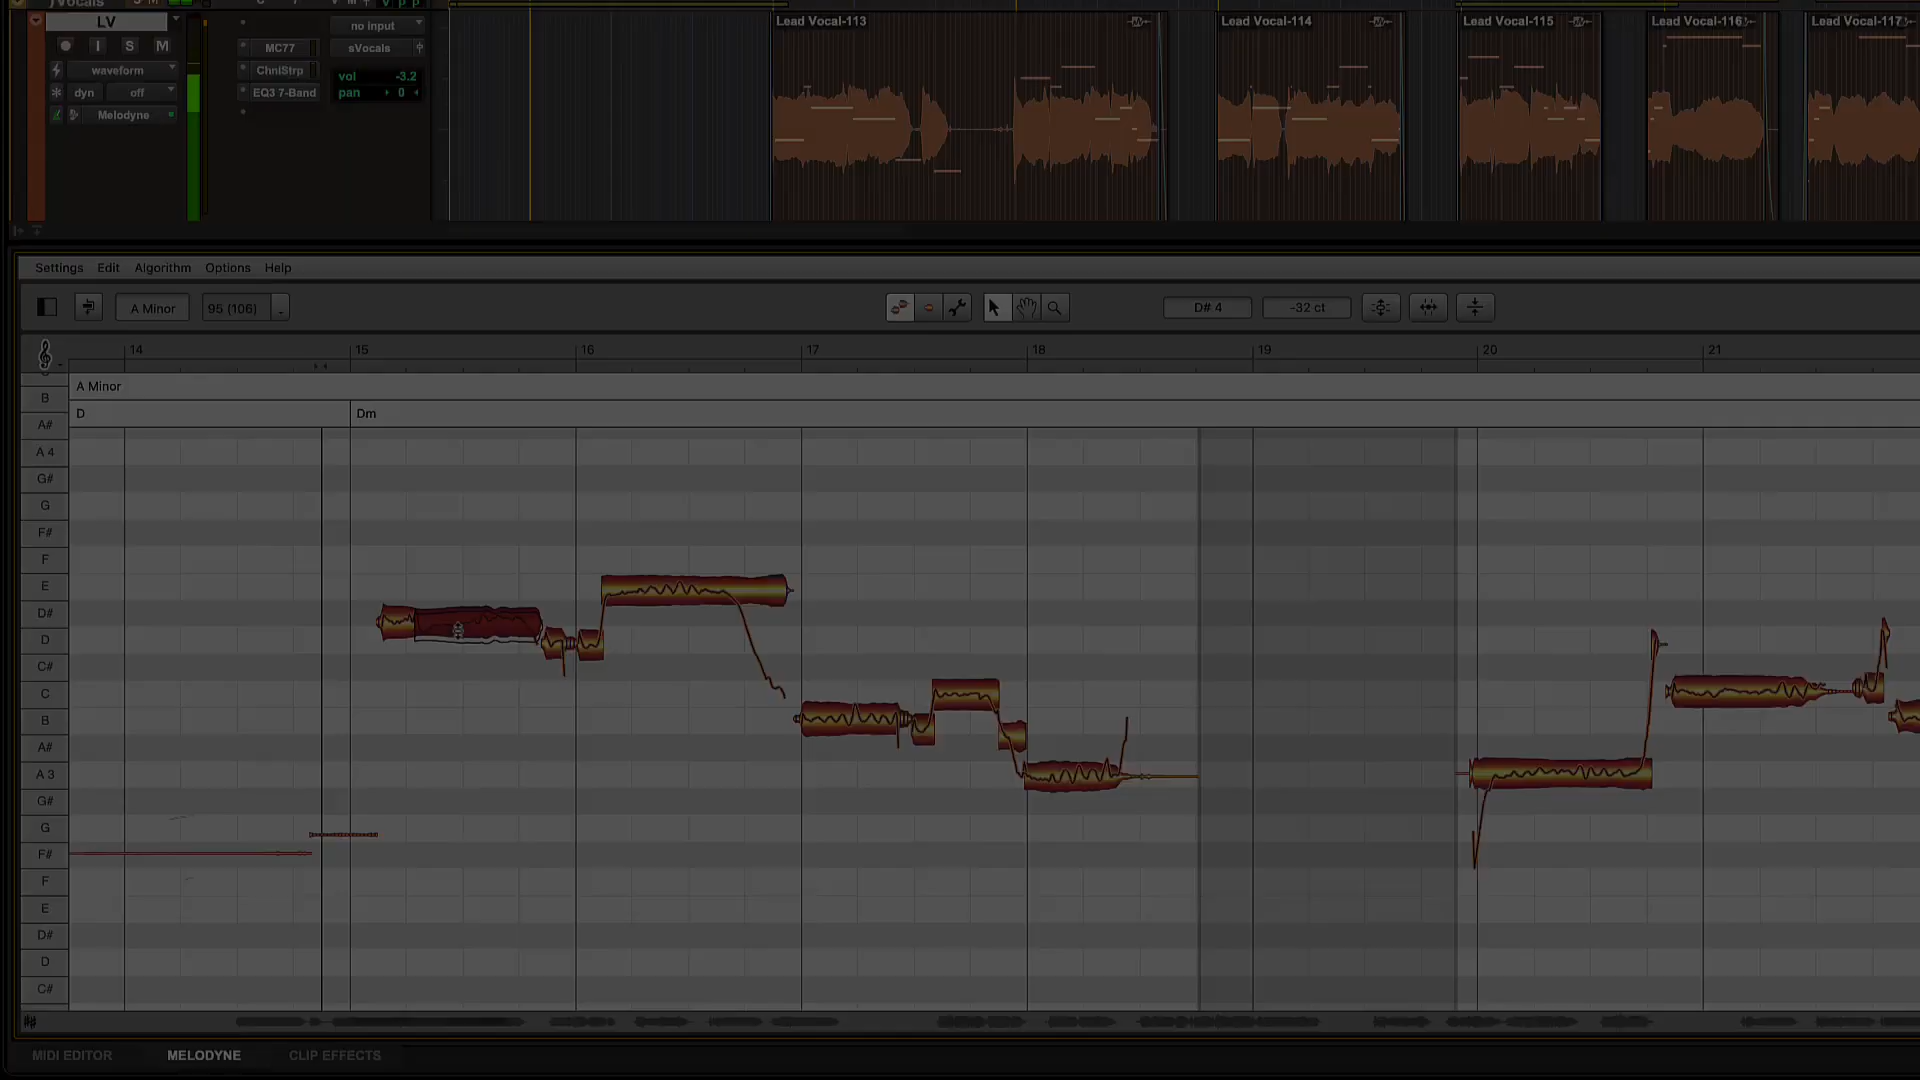 Vocals
LV
no input
Lead Vocal-113
Lead Vocal-114
Lead Vocal-115
Lead Vocal-116
Lead Vocal-117
I S M
MC77
sVocals
waveform
ChnlStrp
vol -3.2
dyn off
EQ3 7-Band
pan 0
Melodyne
Settings Edit Algorithm Options Help
A Minor
95 (106)
D# 4
-32 ct
14 15 16 17 18 19 20 21
A Minor
B
D
Dm
A#
A 4
G#
G
F#
F
E
D#
D
C#
C
B
A#
A 3
G#
G
F#
F
E
D#
D
C#
MIDI EDITOR MELODYNE CLIP EFFECTS